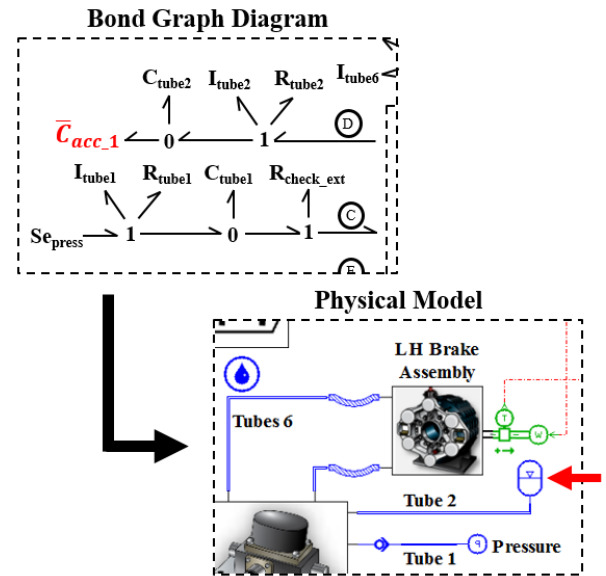 Bond Graph Diagram
C_tube2 I_tube2 R_tube2 I_tube6
C̅_acc_1 0 1 D
I_tube1 R_tube1 C_tube1 R_check_ext
Se_press 1 0 1 C
E
Physical Model
LH Brake
Assembly
Tubes 6
T
W
Tube 2
Tube 1
q Pressure